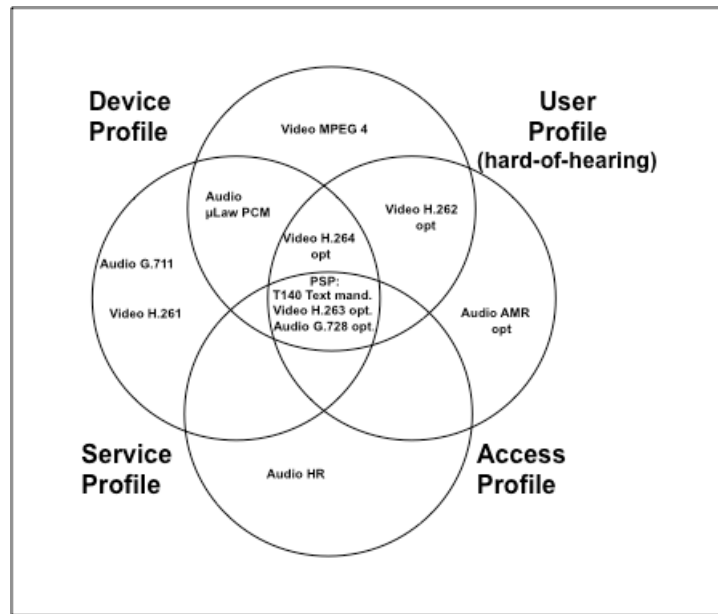 Device
Profile
User
Profile
(hard-of-hearing)
Video MPEG 4
Audio
µLaw PCM
Video H.262
opt
Video H.264
opt
Audio G.711
Video H.261
PSP:
T140 Text mand.
Video H.263 opt.
Audio G.728 opt.
Audio AMR
opt
Service
Profile
Audio HR
Access
Profile